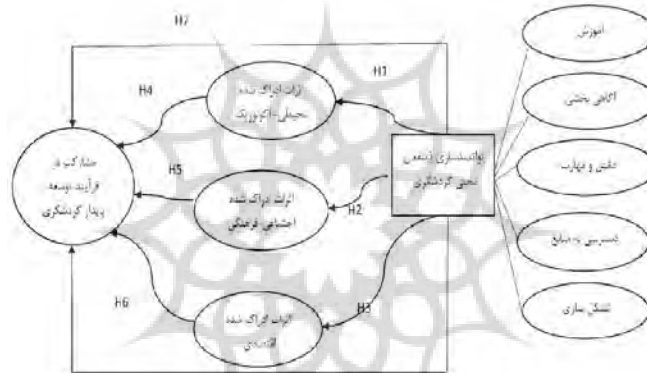 H7
آموزش
اثرات ادراک شده
محیطی- اکولوژیک
H1
H4
آگاهی بخشی
توانمندسازی ذینفعان
محلی گردشگری
مشارکت در
فرآیند توسعه
پایدار گردشگری
H5
دانش و مهارت
اثرات ادراک شده
اجتماعی فرهنگی
H2
دسترسی به منابع
H6
H3
اثرات ادراک شده
اقتصادی
تشکل سازی